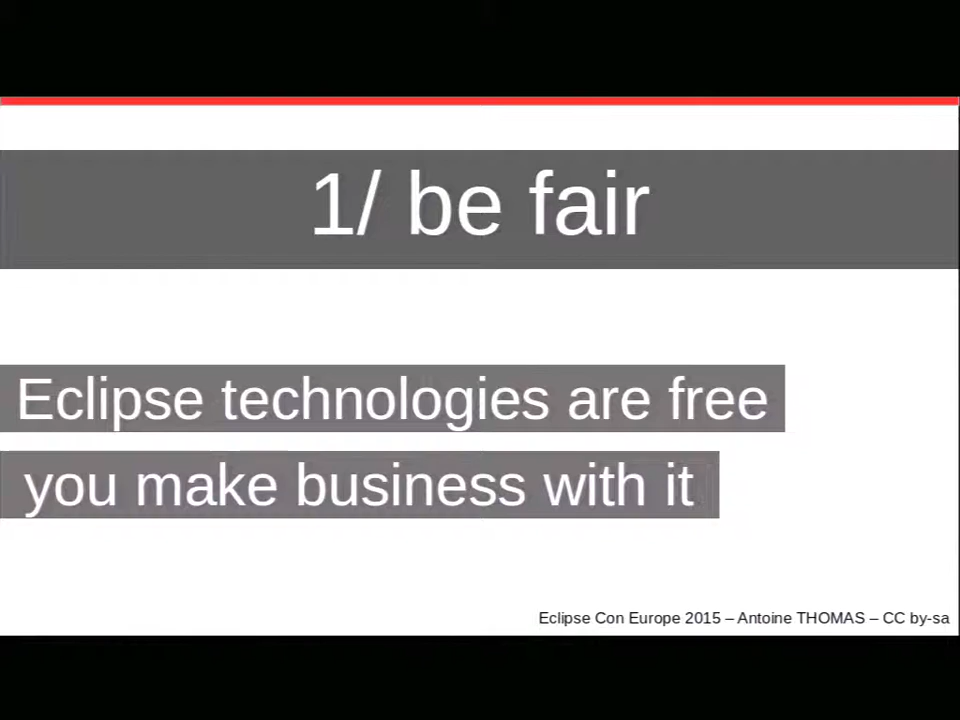 1/ be fair
Eclipse technologies are free
you make business with it
Eclipse Con Europe 2015 – Antoine THOMAS – CC by-sa